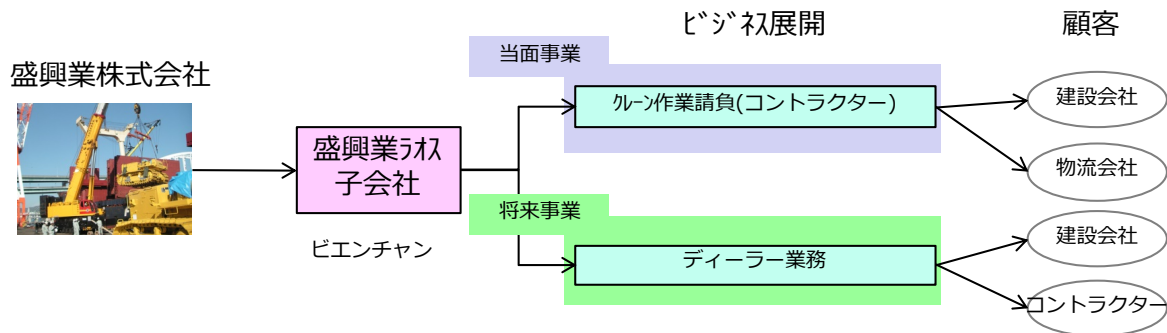 ﾋﾞｼﾞﾈｽ展開
顧客
当面事業
盛興業株式会社
ｸﾚｰﾝ作業請負(コントラクター)
建設会社
物流会社
盛興業ﾗｵｽ
子会社
ビエンチャン
将来事業
ディーラー業務
建設会社
コントラクター